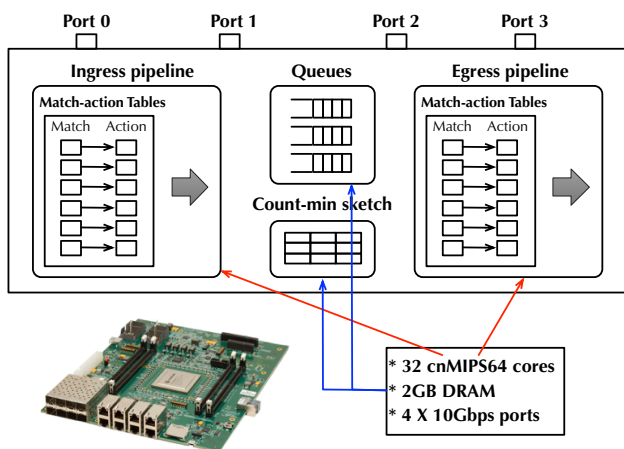 Port 0
Port 1
Port 2
Port 3
Ingress pipeline
Queues
Egress pipeline
Match-action Tables
Match Action
Match-action Tables
Match Action
Count-min sketch
* 32 cnMIPS64 cores
* 2GB DRAM
* 4 X 10Gbps ports